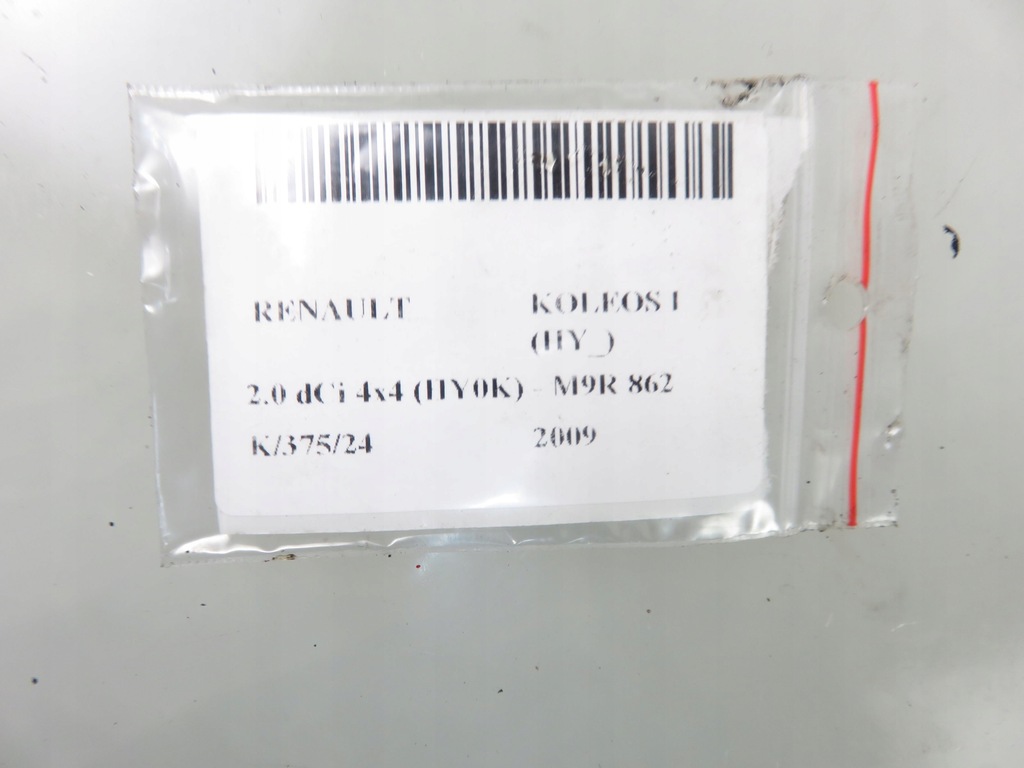 RENAULT KOLEOS I
(HY_)
2.0 dCi 4x4 (HY0K) - M9R 862
K/375/24 2009